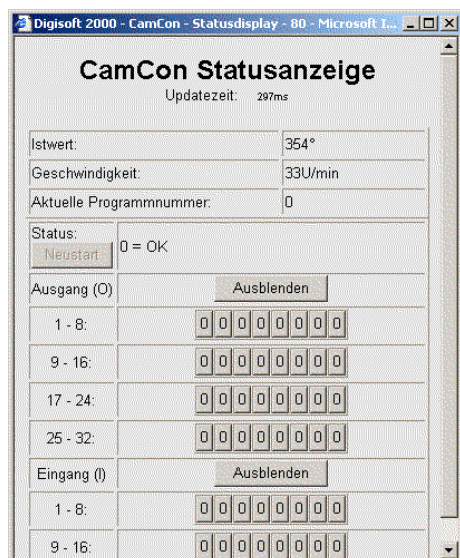 Digisoft 2000 - CamCon - Statusdisplay - 80 - Microsoft I...
CamCon Statusanzeige
Updatezeit: 297ms
Istwert: 354°
Geschwindigkeit: 33U/min
Aktuelle Programmnummer: 0
Status:
Neustart 0 = OK
Ausgang (O) Ausblenden
1 - 8: 0 0 0 0 0 0 0 0
9 - 16: 0 0 0 0 0 0 0 0
17 - 24: 0 0 0 0 0 0 0 0
25 - 32: 0 0 0 0 0 0 0 0
Eingang (I) Ausblenden
1 - 8: 0 0 0 0 0 0 0 0
9 - 16: 0 0 0 0 0 0 0 0